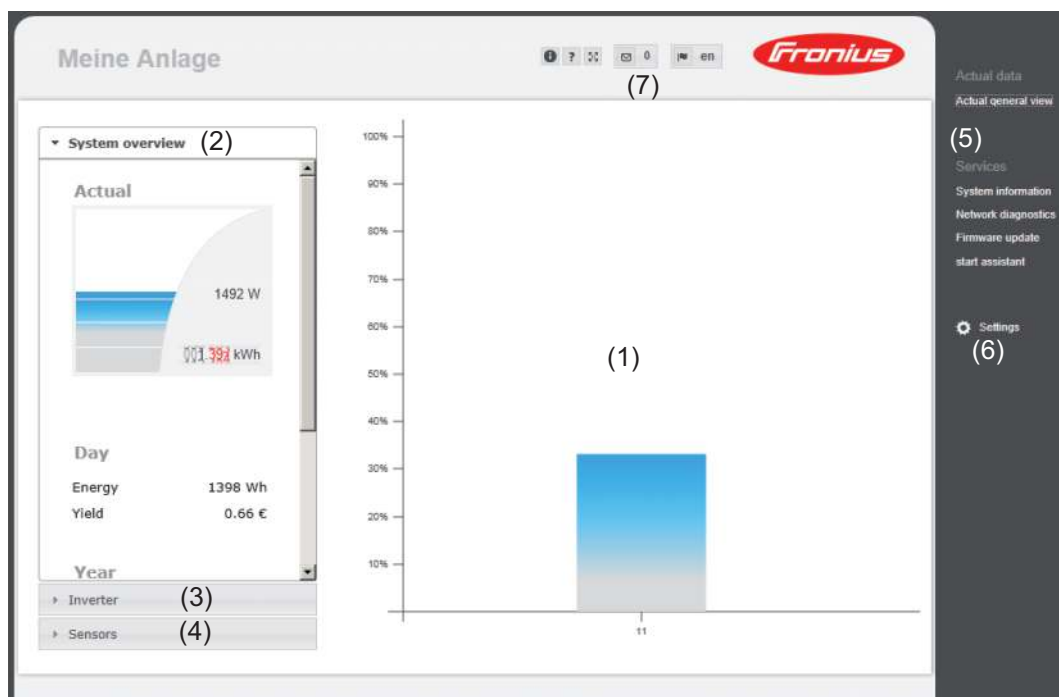 Meine Anlage
i ? 0 en
Fronius
(7)
System overview (2)
Actual
1492 W
kWh
Day
Energy 1398 Wh
Yield 0.66 €
Year
Inverter (3)
Sensors (4)
100%
90%
80%
70%
60%
50%
40%
30%
20%
10%
(1)
11
Actual data
Actual general view
(5)
Services
System information
Network diagnostics
Firmware update
start assistant
Settings
(6)